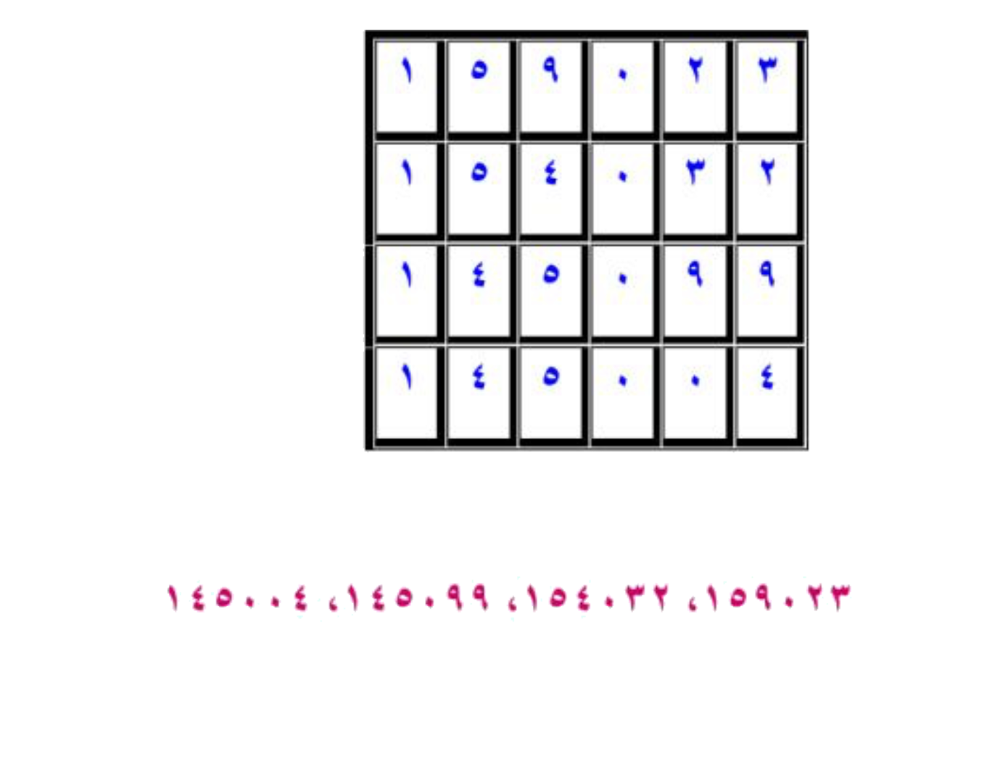 ١ ٥ ٩ ٠ ٢ ٣
١ ٥ ٤ ٠ ٣ ٢
١ ٤ ٥ ٠ ٩ ٩
١ ٤ ٥ ٠ ٠ ٤
١٥٩٠٢٣، ١٥٤٠٣٢، ١٤٥٠٩٩، ١٤٥٠٠٤